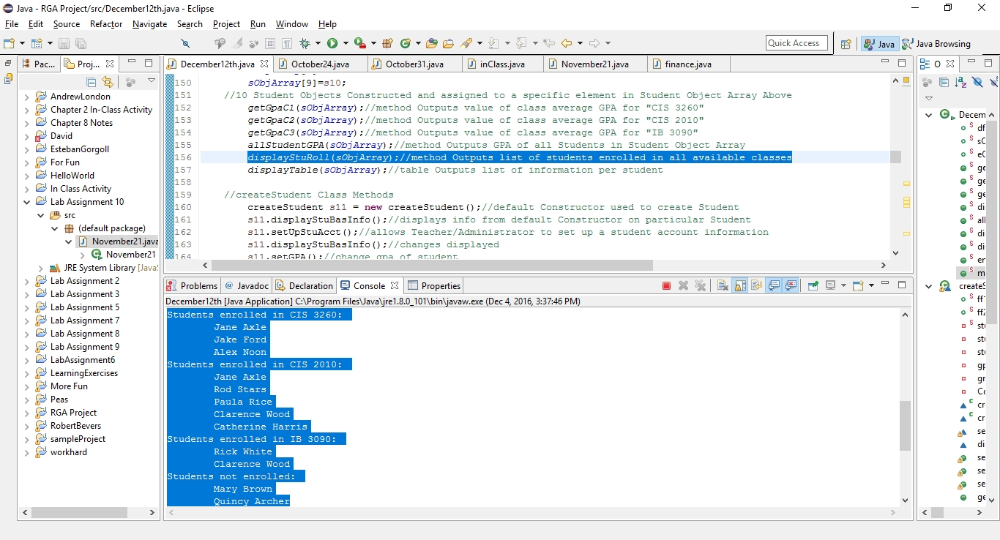 Java - RGA Project/src/December12th.java - Eclipse
File Edit Source Refactor Navigate Search Project Run Window Help
Quick Access
Java
Java Browsing
Pac...
Proj...
AndrewLondon
Chapter 2 In-Class Activity
Chapter 8 Notes
David
EstebanGorgoll
For Fun
HelloWorld
In Class Activity
Lab Assignment 10
src
(default package)
November21.java
November21
JRE System Library [Java
Lab Assignment 2
Lab Assignment 3
Lab Assignment 5
Lab Assignment 7
Lab Assignment 8
Lab Assignment 9
LabAssignment6
LearningExercises
More Fun
Peas
RGA Project
RobertBevers
sampleProject
workhard
December12th.java
October24.java
October31.java
inClass.java
November21.java
finance.java
150 sObjArray[9]=s10;
151 //10 Student Objects Constructed and assigned to a specific element in Student Object Array Above
152 getGpaC1(sObjArray);//method Outputs value of class average GPA for "CIS 3260"
153 getGpaC2(sObjArray);//method Outputs value of class average GPA for "CIS 2010"
154 getGpaC3(sObjArray);//method Outputs value of class average GPA for "IB 3090"
155 allStudentGPA(sObjArray);//method Outputs GPA of all Students in Student Object Array
156 displayStuRoll(sObjArray);//method Outputs list of students enrolled in all available classes
157 displayTable(sObjArray);//table Outputs list of information per student
158
159 //createStudent Class Methods
160 createStudent s11 = new createStudent();//default Constructor used to create Student
161 s11.displayStuBasInfo();//displays info from default Constructor on particular Student
162 s11.setUpStuAcct();//allows Teacher/Administrator to set up a student account information
163 s11.displayStuBasInfo();//changes displayed
164 s11.setGPA();//change gpa of student
Problems
@ Javadoc
Declaration
Console
Properties
December12th [Java Application] C:\Program Files\Java\jre1.8.0_101\bin\javaw.exe (Dec 4, 2016, 3:37:46 PM)
Students enrolled in CIS 3260:
Jane Axle
Jake Ford
Alex Noon
Students enrolled in CIS 2010:
Jane Axle
Rod Stars
Paula Rice
Clarence Wood
Catherine Harris
Students enrolled in IB 3090:
Rick White
Clarence Wood
Students not enrolled:
Mary Brown
Quincy Archer
O
Decem
S df
S sC
S eC
S ge
S ge
S ge
S di
S all
S di
S di
S en
S m
createS
S ff1
S ff2
stu
stu
stu
gp
gr
Co
C cr
C cr
se
di
se
se
se
ge